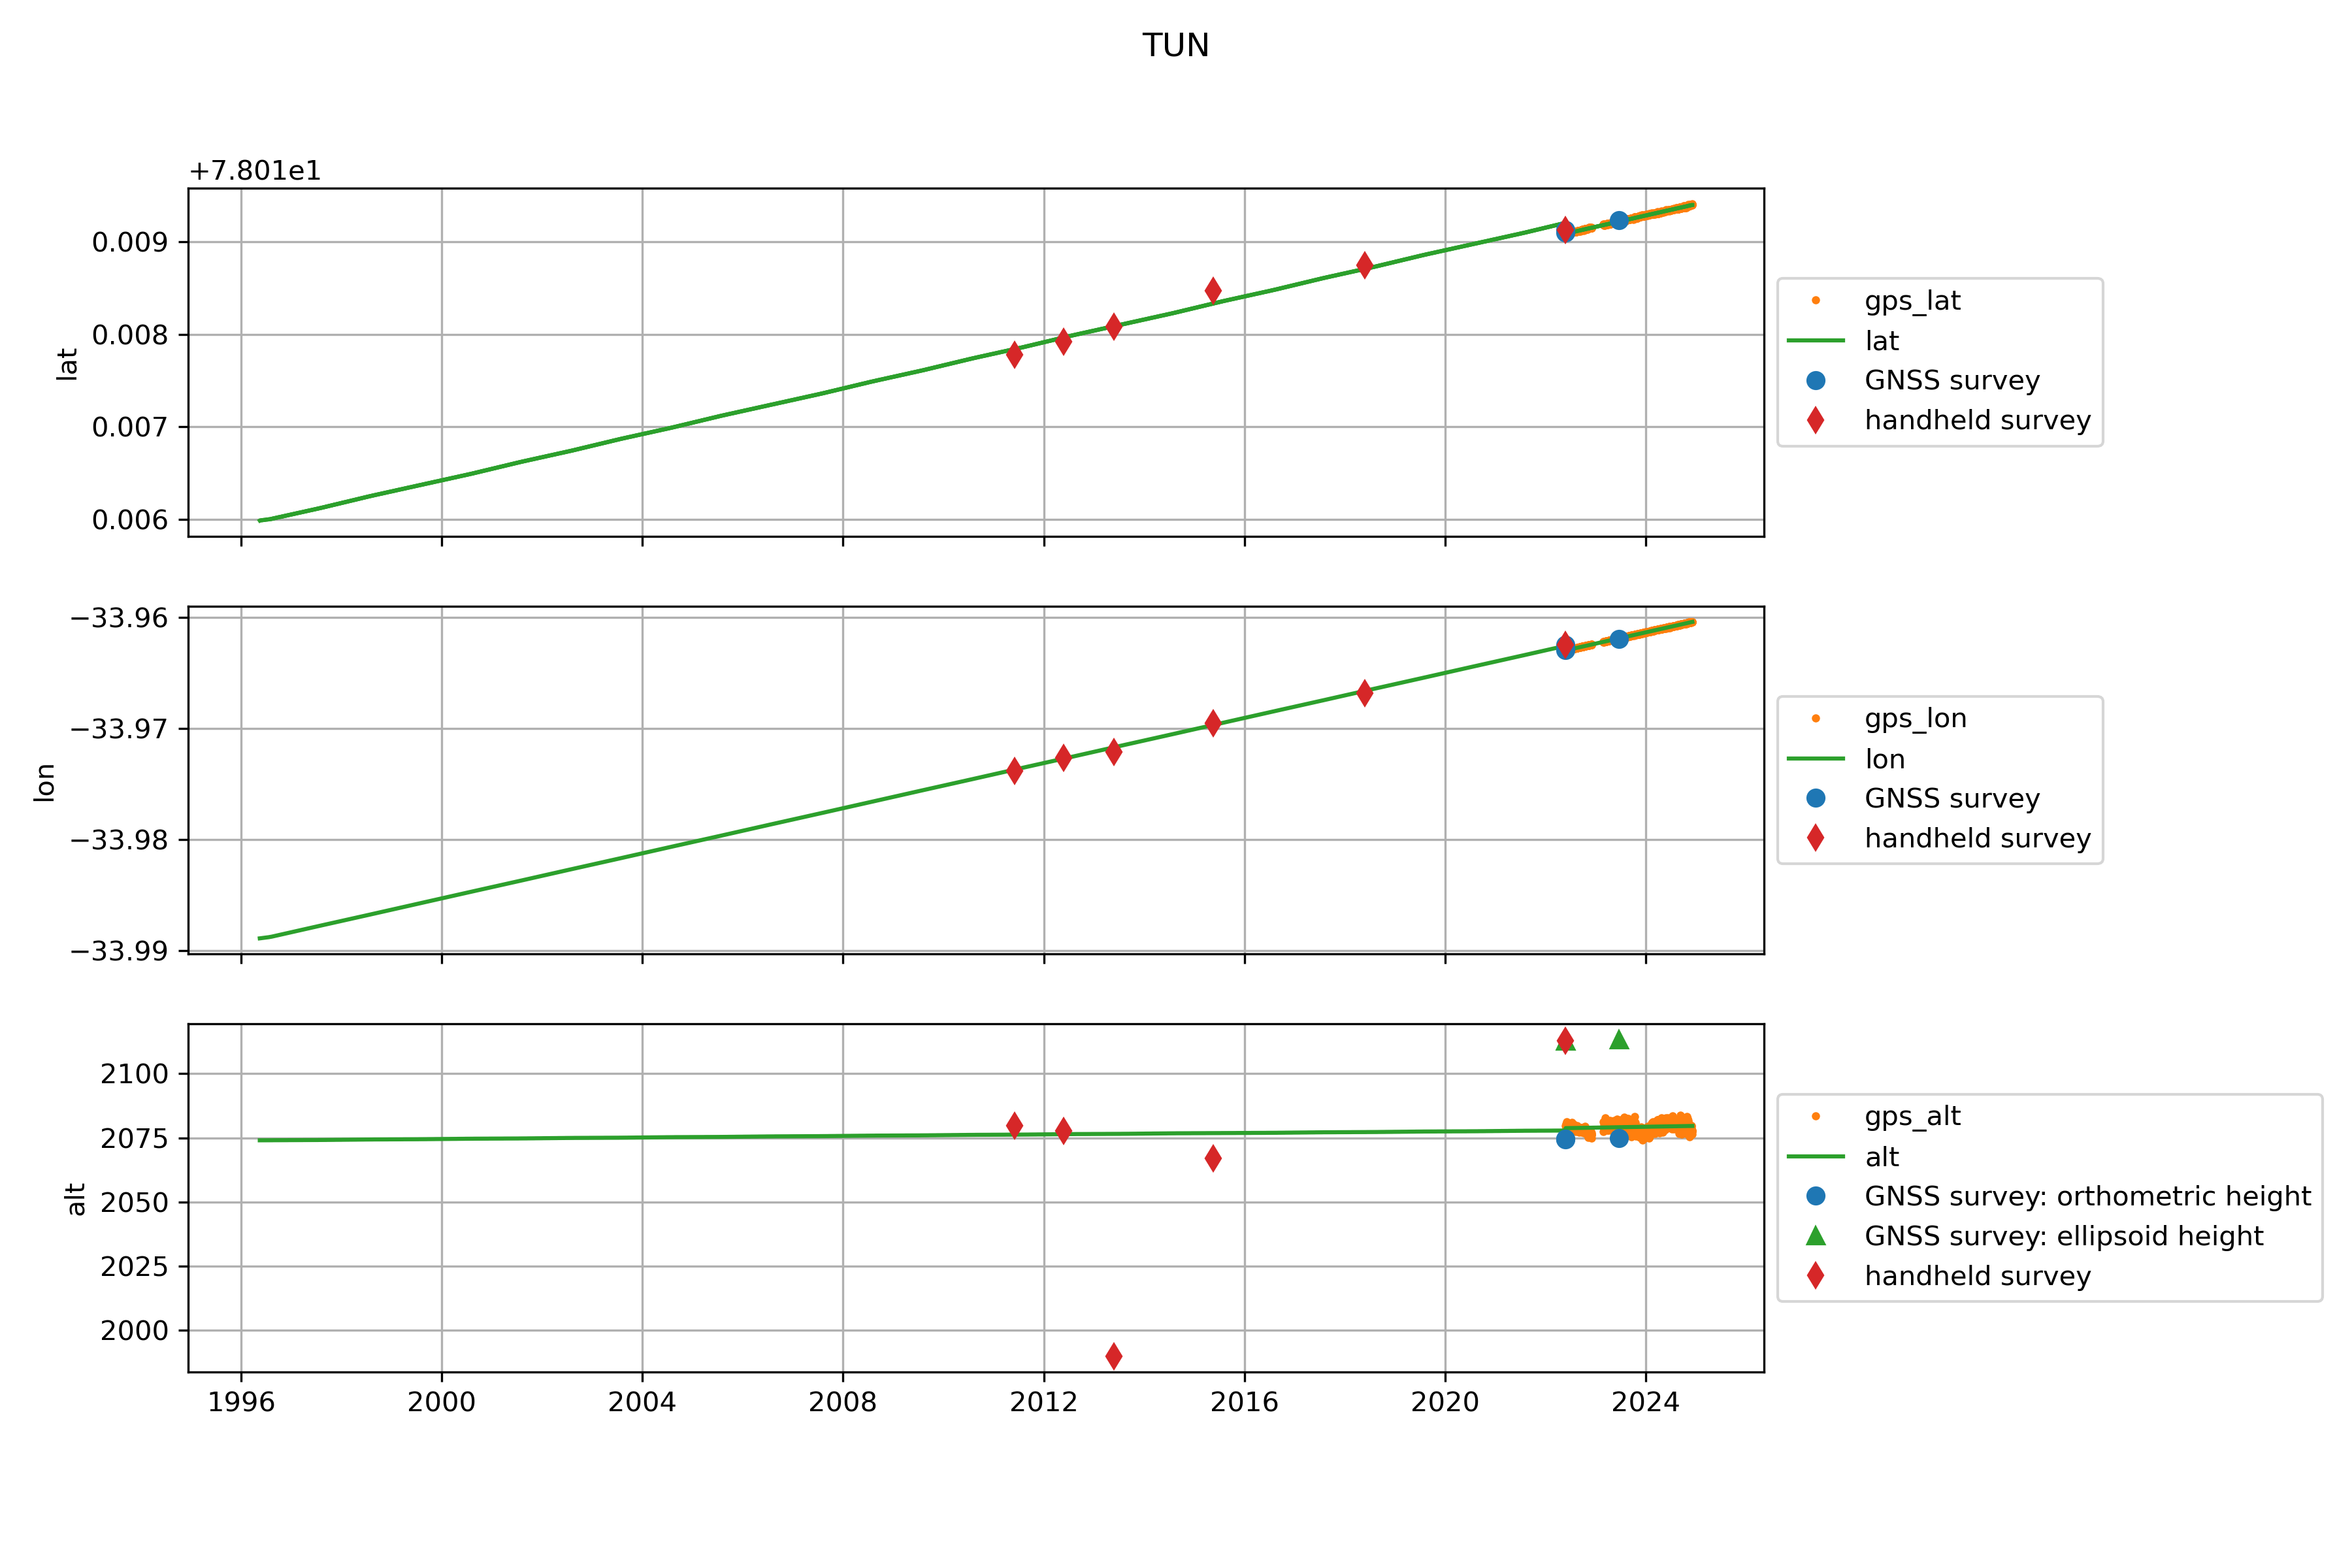 TUN
+7.801e1
0.009
0.008
0.007
0.006
lat
gps_lat
lat
GNSS survey
handheld survey
−33.96
−33.97
−33.98
−33.99
lon
gps_lon
lon
GNSS survey
handheld survey
2100
2075
2050
2025
2000
alt
1996 2000 2004 2008 2012 2016 2020 2024
gps_alt
alt
GNSS survey: orthometric height
GNSS survey: ellipsoid height
handheld survey